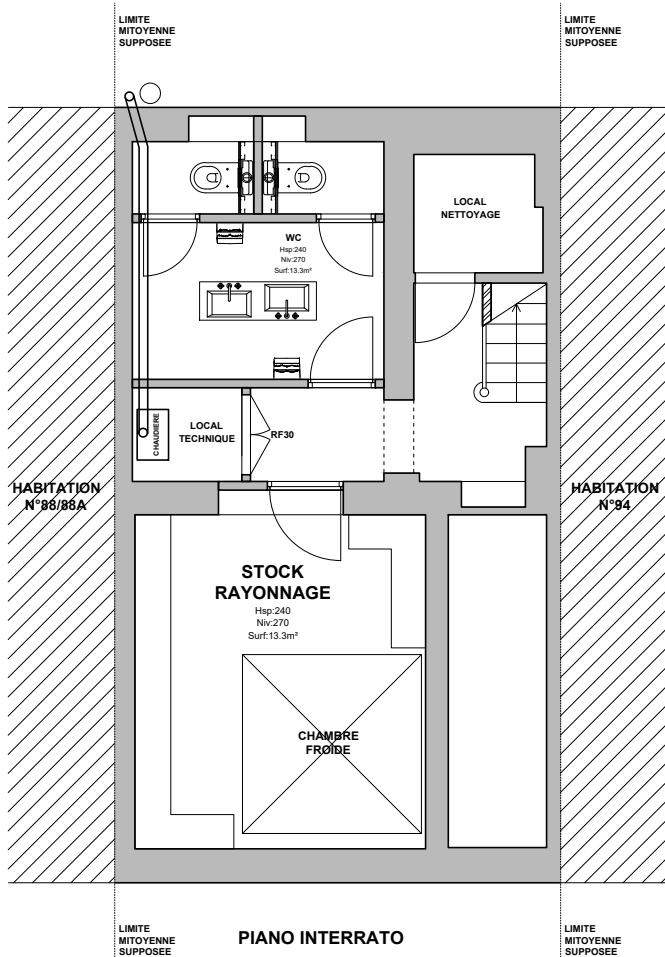 LIMITE
MITOYENNE
SUPPOSEE
LIMITE
MITOYENNE
SUPPOSEE
LOCAL
NETTOYAGE
WC
Hsp:240
Niv:270
Surf:13.3m²
CHAUDIERE
LOCAL
TECHNIQUE
RF30
HABITATION
N°88/88A
HABITATION
N°94
STOCK
RAYONNAGE
Hsp:240
Niv:270
Surf:13.3m²
CHAMBRE
FROIDE
LIMITE
MITOYENNE
SUPPOSEE
PIANO INTERRATO
LIMITE
MITOYENNE
SUPPOSEE